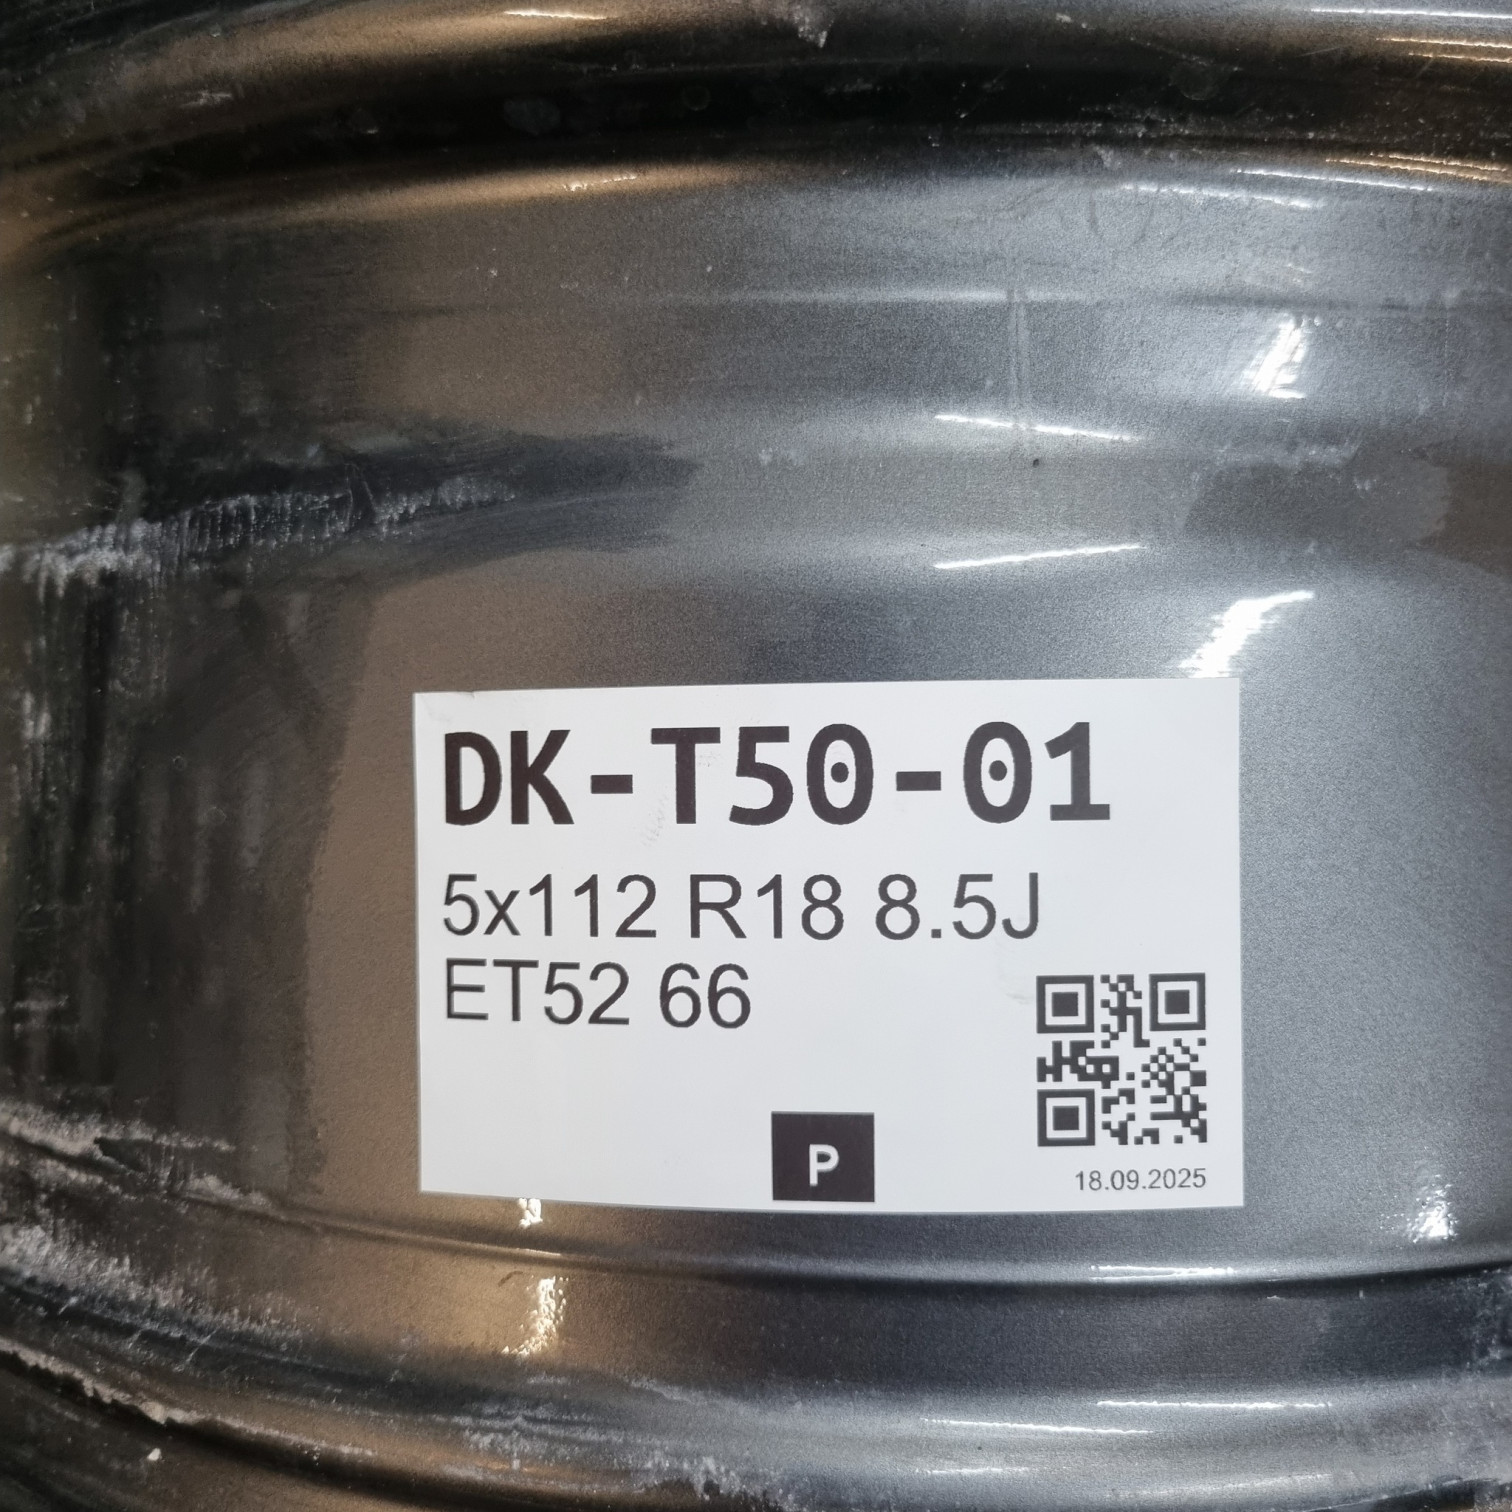 DK-T50-01
5x112 R18 8.5J
ET52 66
P
18.09.2025